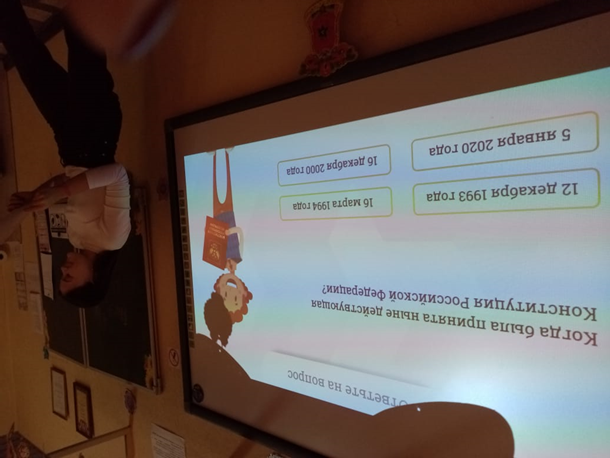 Ответьте на вопрос
Когда была принята ныне действующая
Конституция Российской Федерации?
12 декабря 1993 года
16 марта 1994 года
5 января 2020 года
16 декабря 2000 года